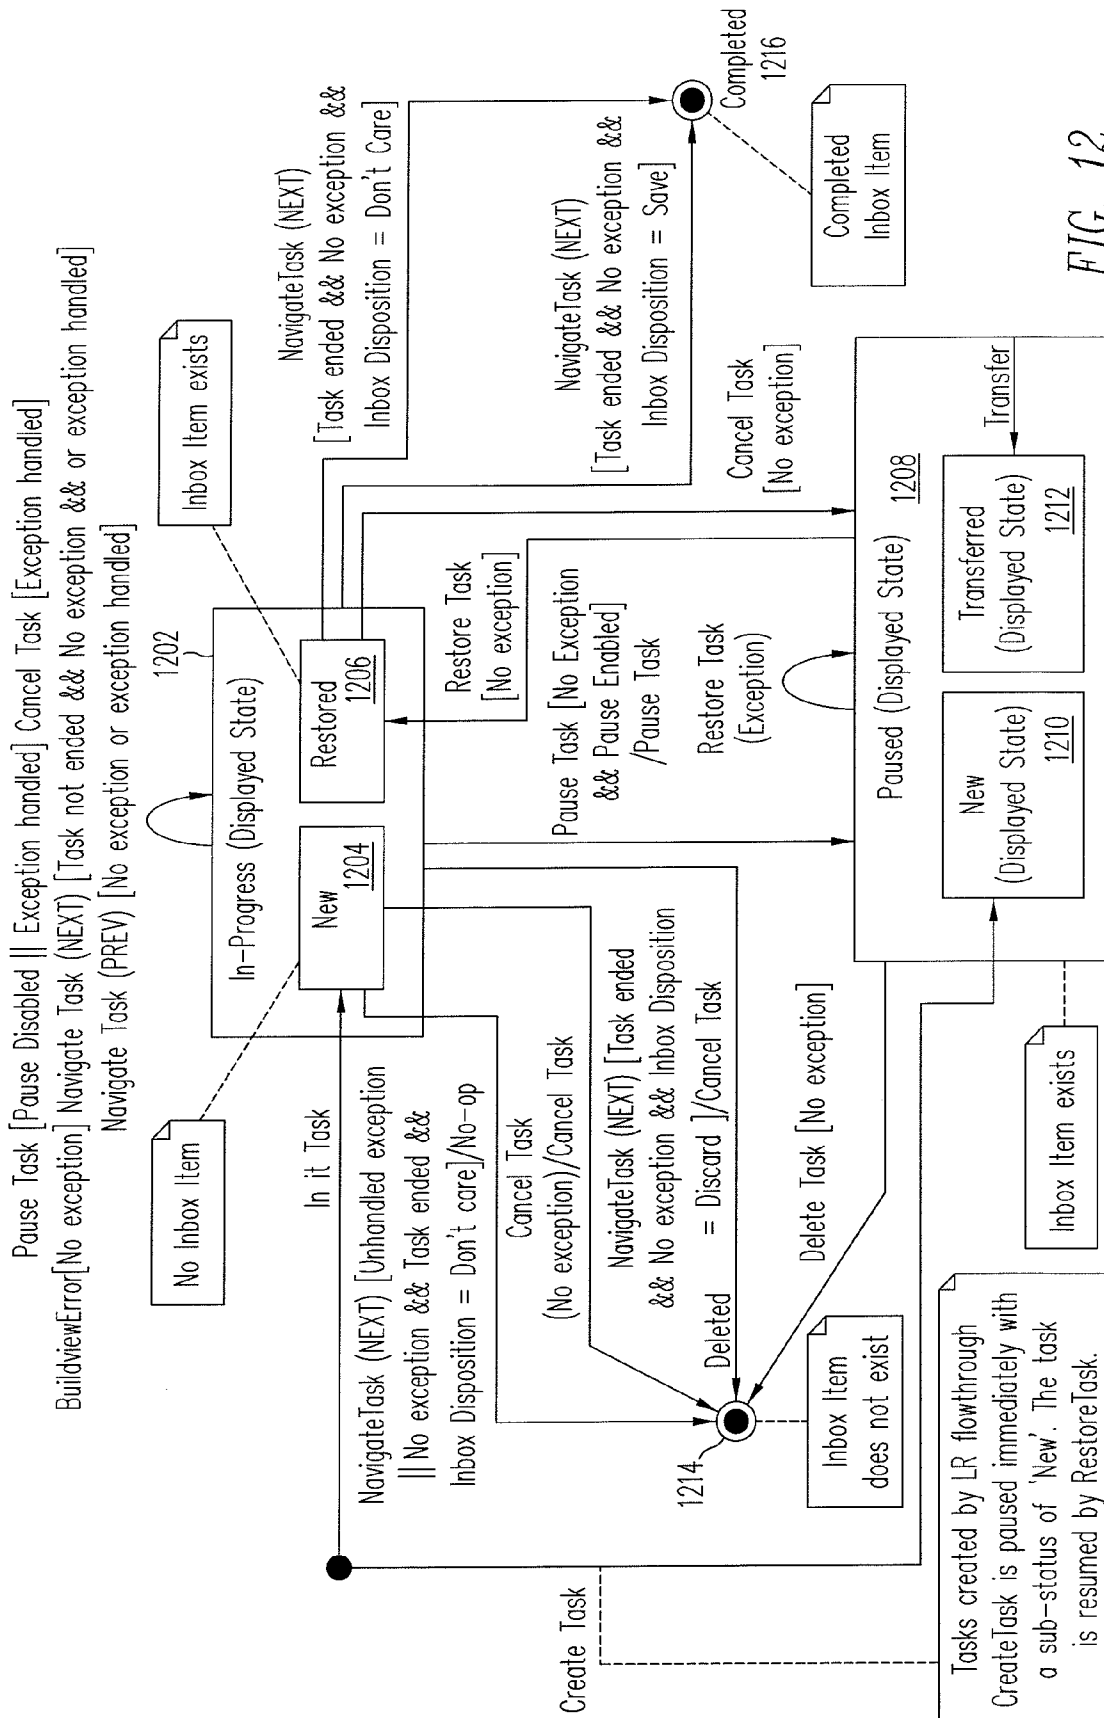 Pause Task [Pause Disabled || Exception handled] Cancel Task [Exception handled]
BuildviewError[No exception] Navigate Task (NEXT) [Task not ended && No exception && or exception handled]
Navigate Task (PREV) [No exception or exception handled]
No Inbox Item
1202
Inbox Item exists
In-Progress (Displayed State)
New
1204
Restored
1206
In it Task
NavigateTask (NEXT)
[Task ended && No exception &&
Inbox Disposition = Don't Care]
NavigateTask (NEXT) [Unhandled exception
|| No exception && Task ended &&
Inbox Disposition = Don't care]/No-op
Cancel Task
(No exception)/Cancel Task
NavigateTask (NEXT) [Task ended
&& No exception && Inbox Disposition
= Discard ]/Cancel Task
Restore Task
[No exception]
Pause Task [No Exception
&& Pause Enabled]
/Pause Task
Restore Task
(Exception)
NavigateTask (NEXT)
[Task ended && No exception &&
Inbox Disposition = Save]
Cancel Task
[No exception]
Completed
1216
Completed
Inbox Item
1214
Deleted
Delete Task [No exception]
Inbox Item
does not exist
Create Task
Paused (Displayed State)
1208
New
(Displayed State)
1210
Transferred
(Displayed State)
1212
Transfer
Inbox Item exists
Tasks created by LR flowthrough
CreateTask is paused immediately with
a sub-status of 'New'. The task
is resumed by RestoreTask.
FIG. 12